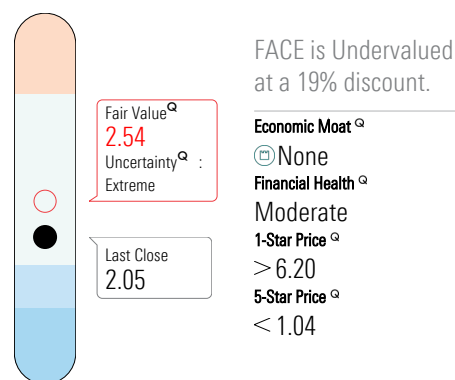 FACE is Undervalued
at a 19% discount.
Fair Value Q
2.54
Uncertainty Q :
Extreme
Last Close
2.05
Economic Moat Q
None
Financial Health Q
Moderate
1-Star Price Q
>6.20
5-Star Price Q
<1.04